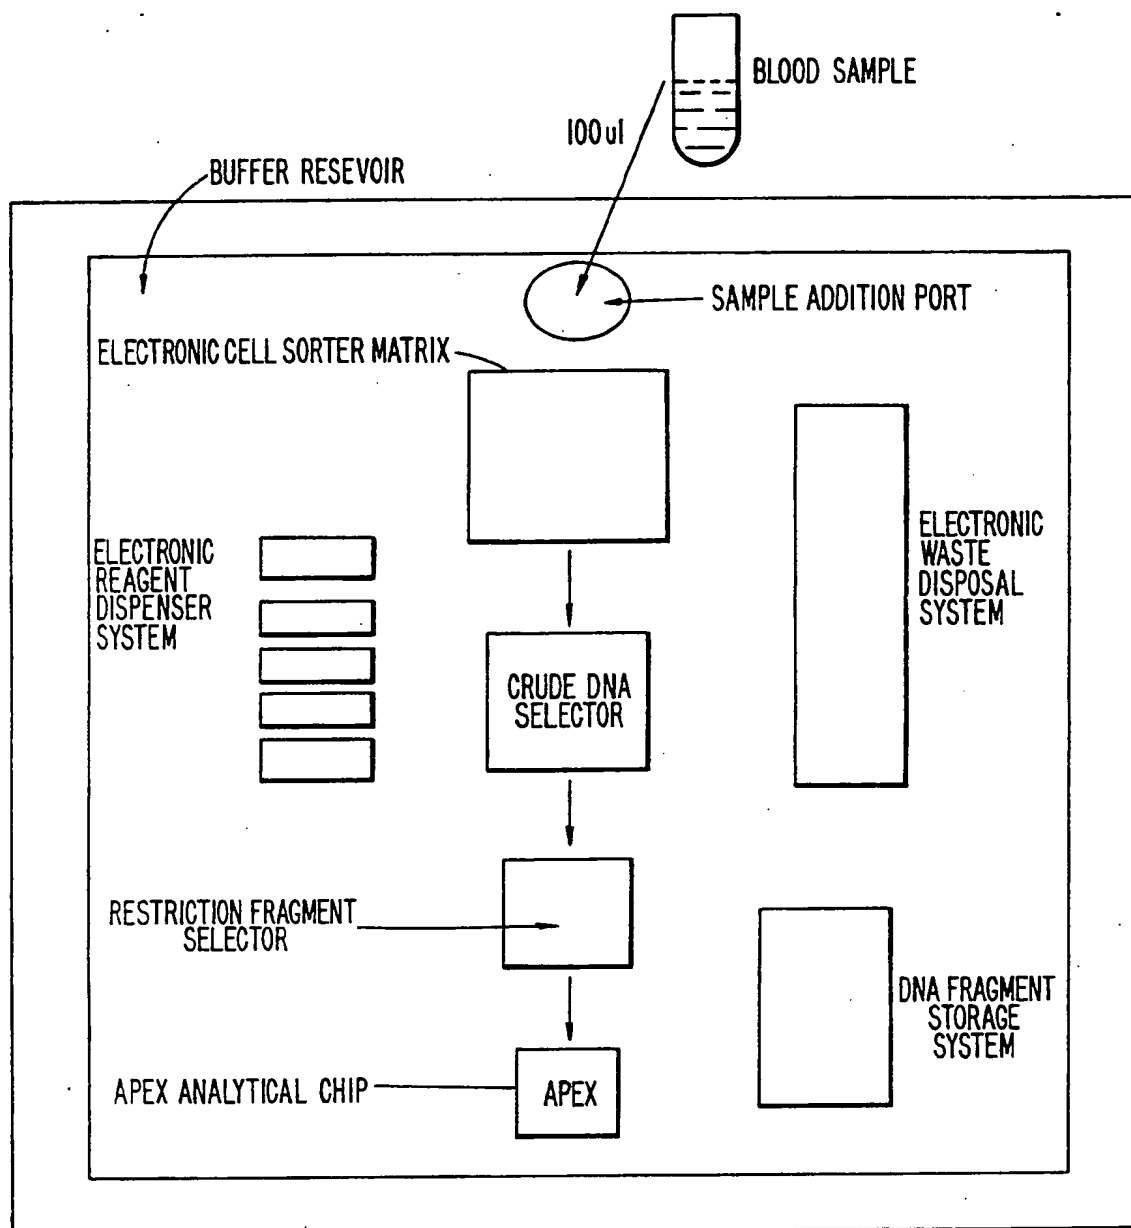 BLOOD SAMPLE
100ul
BUFFER RESEVOIR
SAMPLE ADDITION PORT
ELECTRONIC CELL SORTER MATRIX
ELECTRONIC
REAGENT
DISPENSER
SYSTEM
ELECTRONIC
WASTE
DISPOSAL
SYSTEM
CRUDE DNA
SELECTOR
RESTRICTION FRAGMENT
SELECTOR
DNA FRAGMENT
STORAGE
SYSTEM
APEX ANALYTICAL CHIP
APEX